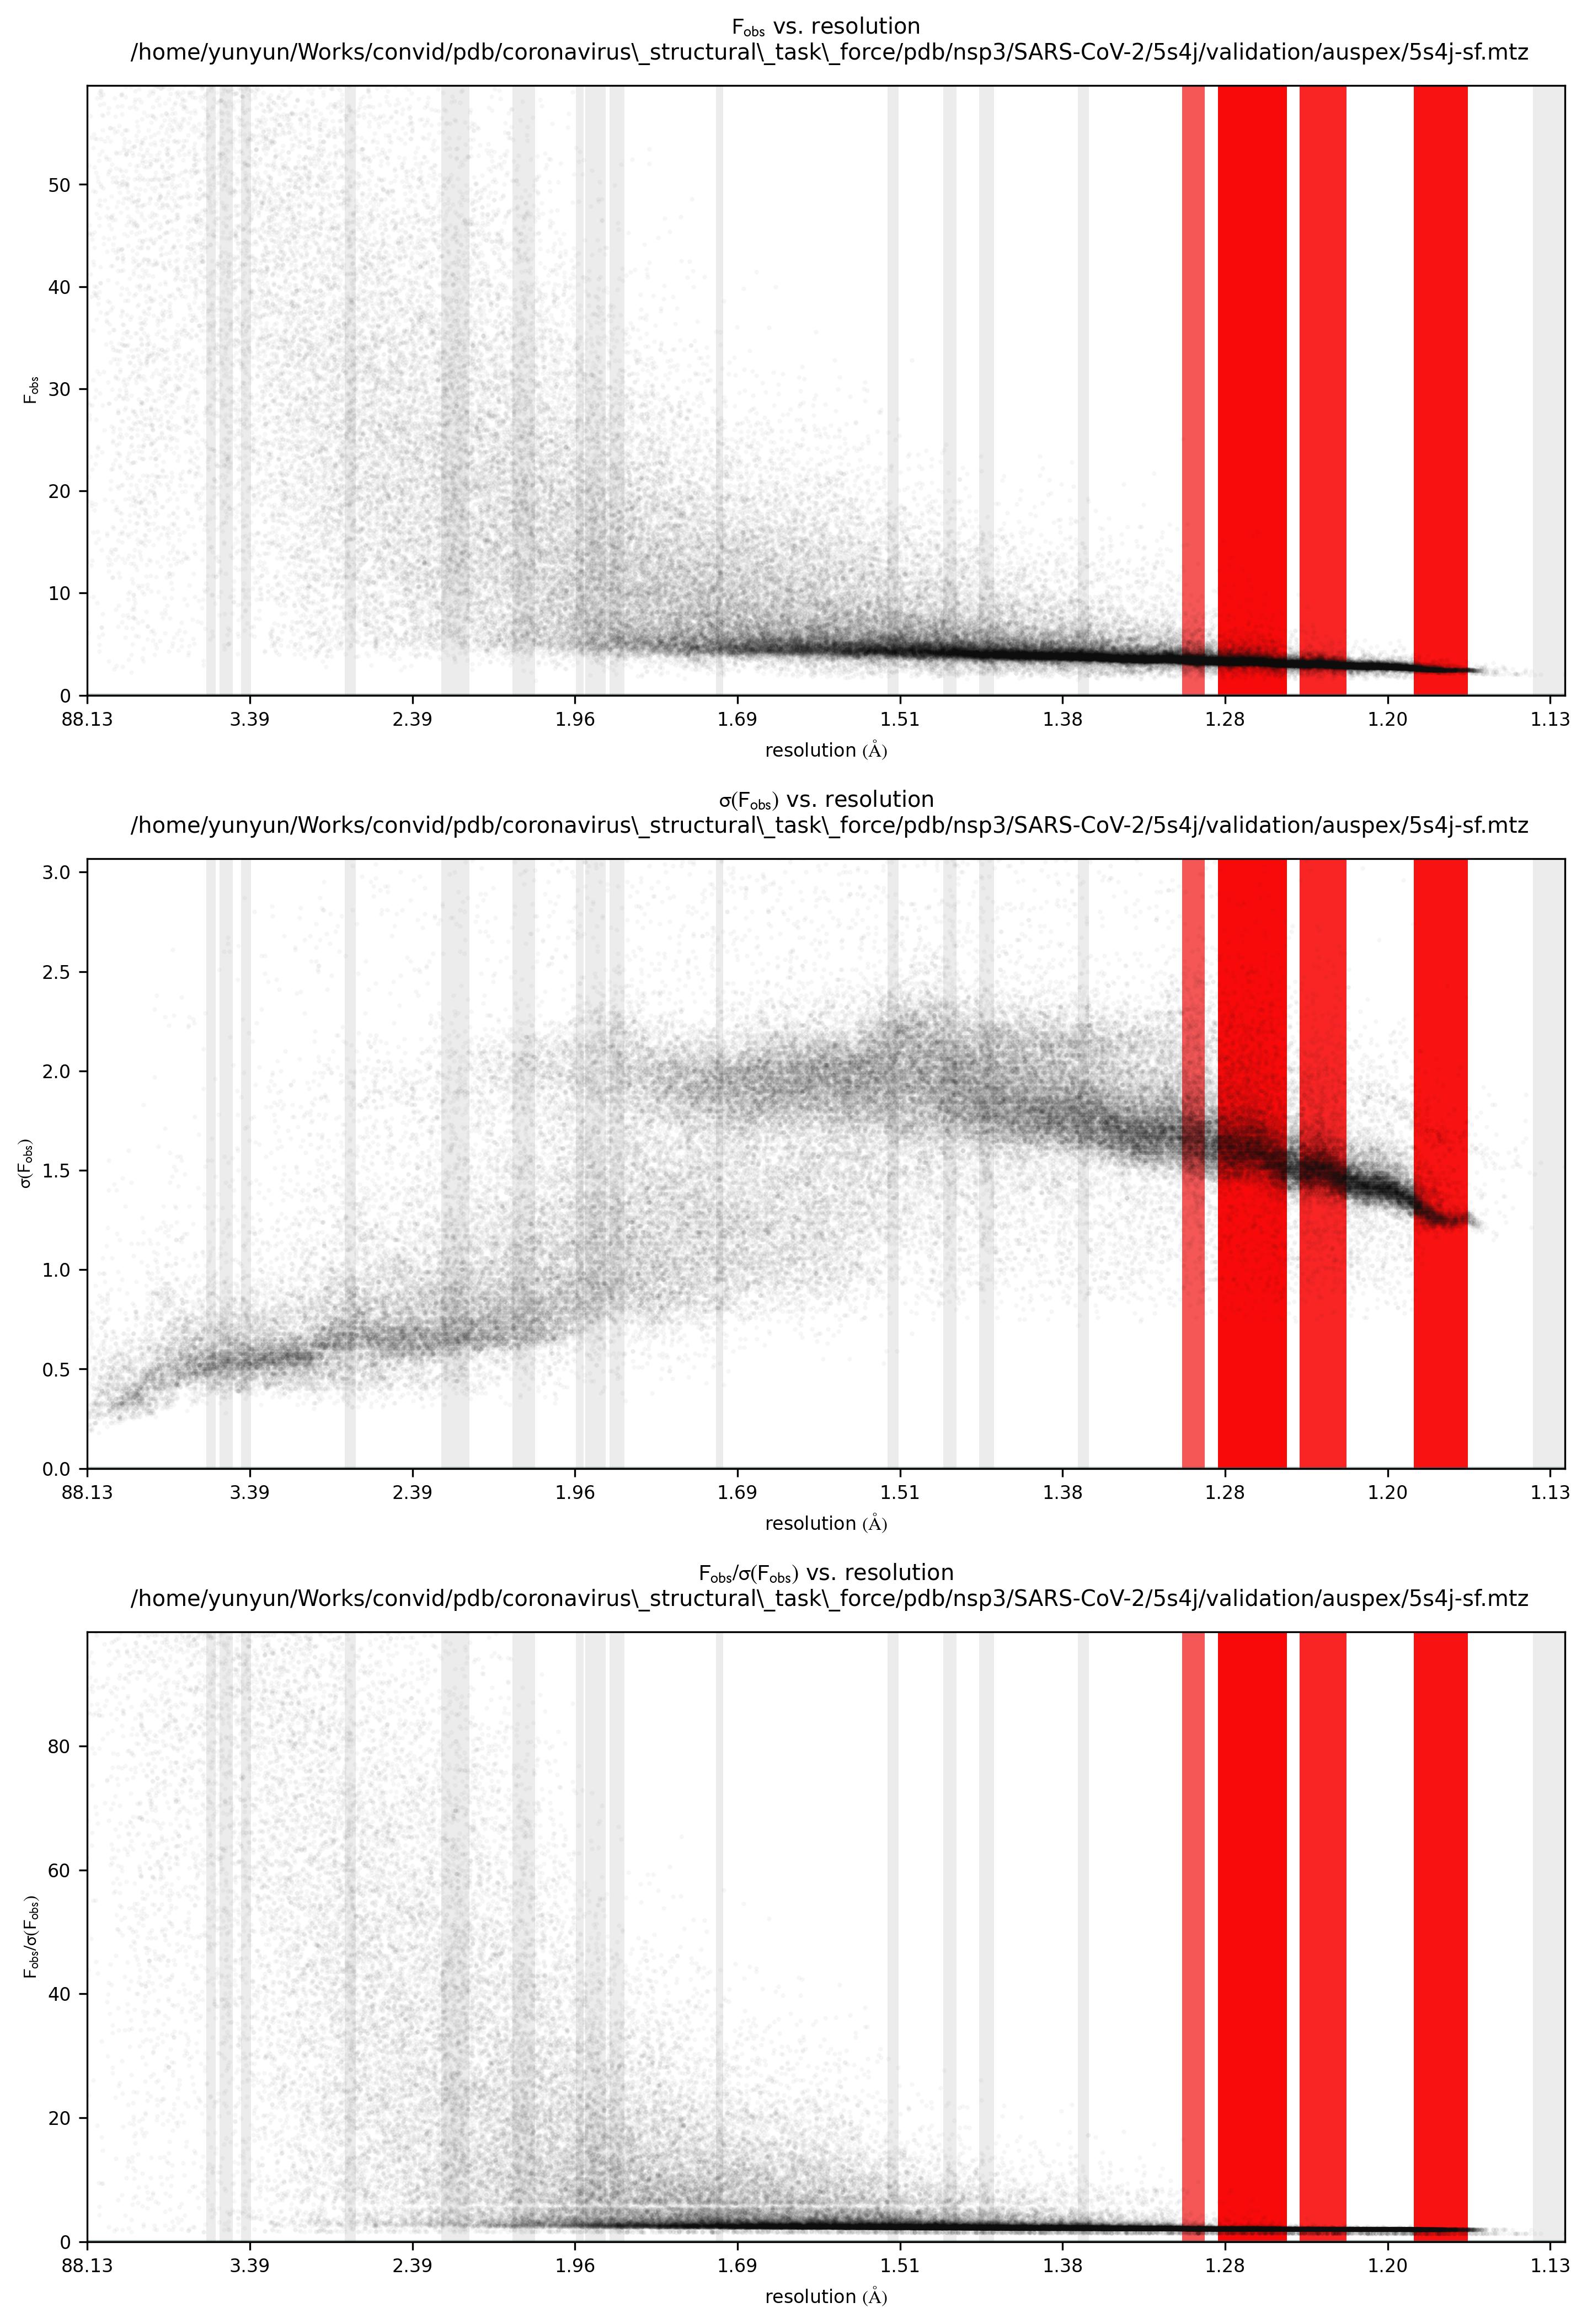 Fobs vs. resolution
/home/yunyun/Works/convid/pdb/coronavirus\_structural\_task\_force/pdb/nsp3/SARS-CoV-2/5s4j/validation/auspex/5s4j-sf.mtz
50
40
30
20
10
0
Fobs
88.13 3.39 2.39 1.96 1.69 1.51 1.38 1.28 1.20 1.13
resolution (Å)
σ(Fobs) vs. resolution
/home/yunyun/Works/convid/pdb/coronavirus\_structural\_task\_force/pdb/nsp3/SARS-CoV-2/5s4j/validation/auspex/5s4j-sf.mtz
3.0
2.5
2.0
1.5
1.0
0.5
0.0
σ(Fobs)
88.13 3.39 2.39 1.96 1.69 1.51 1.38 1.28 1.20 1.13
resolution (Å)
Fobs/σ(Fobs) vs. resolution
/home/yunyun/Works/convid/pdb/coronavirus\_structural\_task\_force/pdb/nsp3/SARS-CoV-2/5s4j/validation/auspex/5s4j-sf.mtz
80
60
40
20
0
Fobs/σ(Fobs)
88.13 3.39 2.39 1.96 1.69 1.51 1.38 1.28 1.20 1.13
resolution (Å)